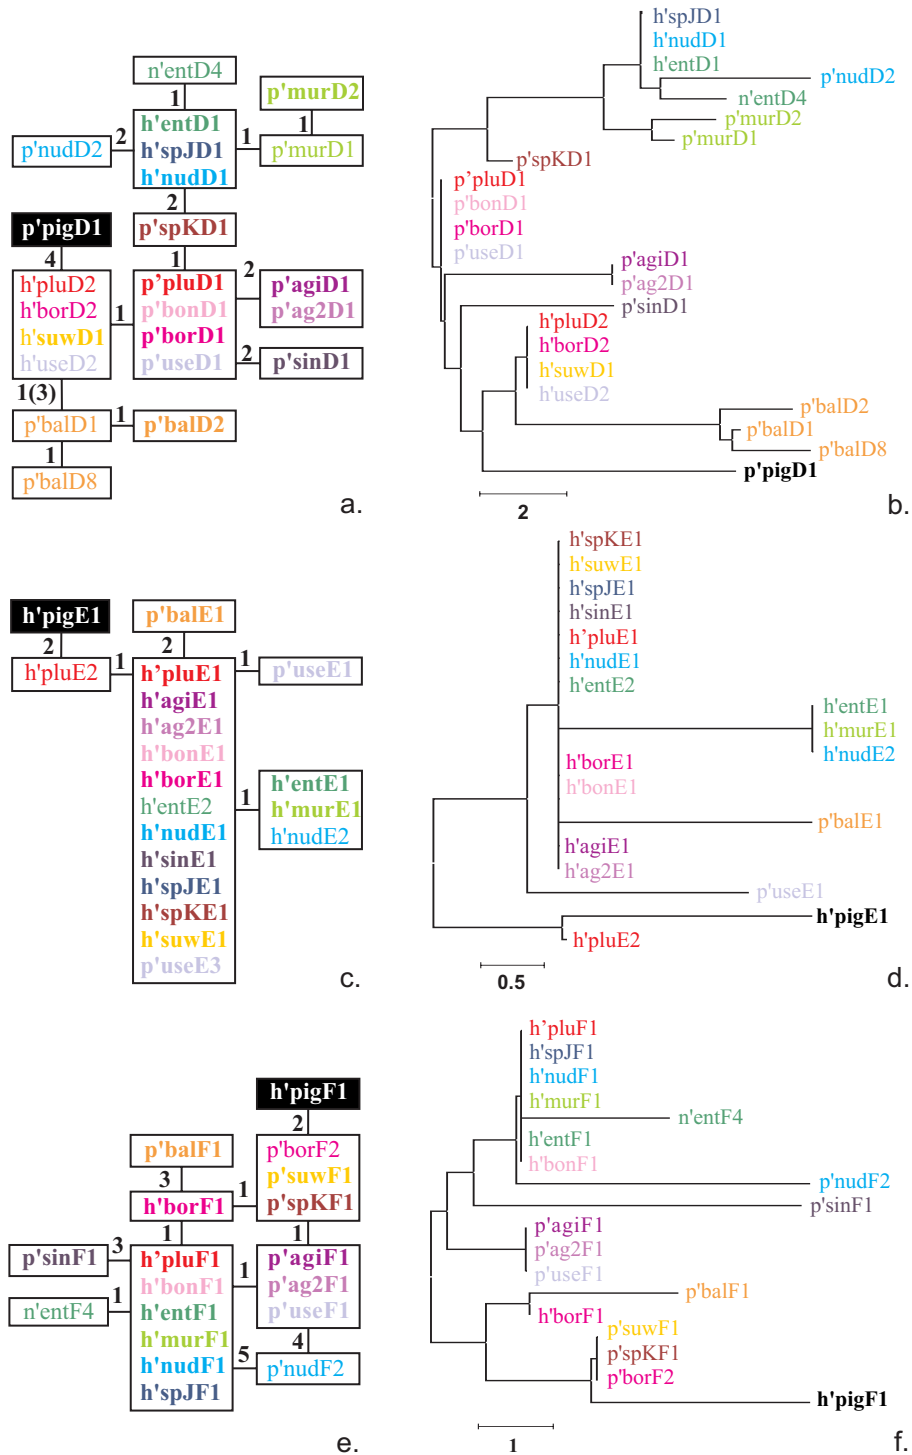 n'entD4
1
p'murD2
h'entD1
h'spJD1
h'nudD1
2
1
1
p'nudD2
p'murD1
2
p'pigD1
p'spKD1
4
1
h'pluD2
h'borD2
h'suwD1
h'useD2
1
p'pluD1
p'bonD1
p'borD1
p'useD1
2
p'agiD1
p'ag2D1
2
p'sinD1
1(3)
p'balD1
1
p'balD2
1
p'balD8
a.
h'spJD1
h'nudD1
h'entD1
p'nudD2
n'entD4
p'murD2
p'murD1
p'spKD1
p’pluD1
p'bonD1
p'borD1
p'useD1
p'agiD1
p'ag2D1
p'sinD1
h'pluD2
h'borD2
h'suwD1
h'useD2
p'balD2
p'balD1
p'balD8
p'pigD1
2
b.
h'pigE1
p'balE1
2
2
h'pluE2
1
1
p'useE1
h'pluE1
h'agiE1
h'ag2E1
h'bonE1
h'borE1
h'entE2
h'nudE1
h'sinE1
h'spJE1
h'spKE1
h'suwE1
p'useE3
1
h'entE1
h'murE1
h'nudE2
c.
h'spKE1
h'suwE1
h'spJE1
h'sinE1
h’pluE1
h'nudE1
h'entE2
h'entE1
h'murE1
h'nudE2
h'borE1
h'bonE1
p'balE1
h'agiE1
h'ag2E1
p'useE1
h'pigE1
h'pluE2
0.5
d.
h'pigF1
2
p'balF1
3
h'borF1
1
p'borF2
p'suwF1
p'spKF1
1
1
p'sinF1
3
n'entF4
1
h'pluF1
h'bonF1
h'entF1
h'murF1
h'nudF1
h'spJF1
1
p'agiF1
p'ag2F1
p'useF1
4
5
p'nudF2
e.
h’pluF1
h'spJF1
h'nudF1
h'murF1
n'entF4
h'entF1
h'bonF1
p'nudF2
p'sinF1
p'agiF1
p'ag2F1
p'useF1
p'balF1
h'borF1
p'suwF1
p'spKF1
p'borF2
h'pigF1
1
f.